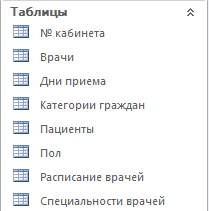 Таблицы
№ кабинета
Врачи
Дни приема
Категории граждан
Пациенты
Пол
Расписание врачей
Специальности врачей